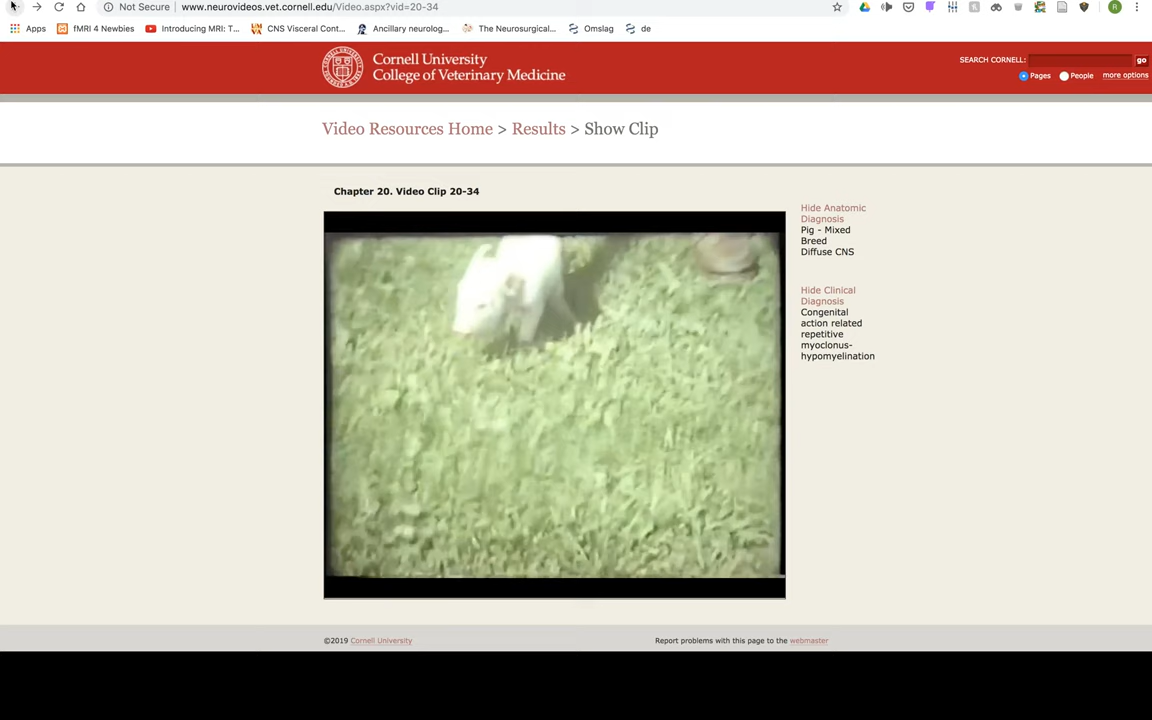 Not Secure | www.neurovideos.vet.cornell.edu/Video.aspx?vid=20-34
Apps fMRI 4 Newbies Introducing MRI: T... CNS Visceral Cont... Ancillary neurolog... The Neurosurgical... Omslag de
Cornell University
College of Veterinary Medicine
SEARCH CORNELL: go
Pages People more options
Video Resources Home > Results > Show Clip
Chapter 20. Video Clip 20-34
Hide Anatomic
Diagnosis
Pig - Mixed
Breed
Diffuse CNS
Hide Clinical
Diagnosis
Congenital
action related
repetitive
myoclonus-
hypomyelination
©2019 Cornell University
Report problems with this page to the webmaster